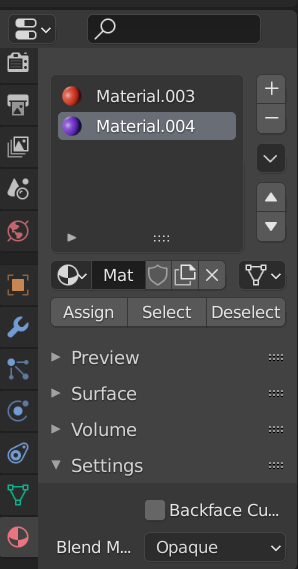 Material.003
Material.004
Mat
Assign Select Deselect
Preview
Surface
Volume
Settings
Backface Cu...
Blend M... Opaque